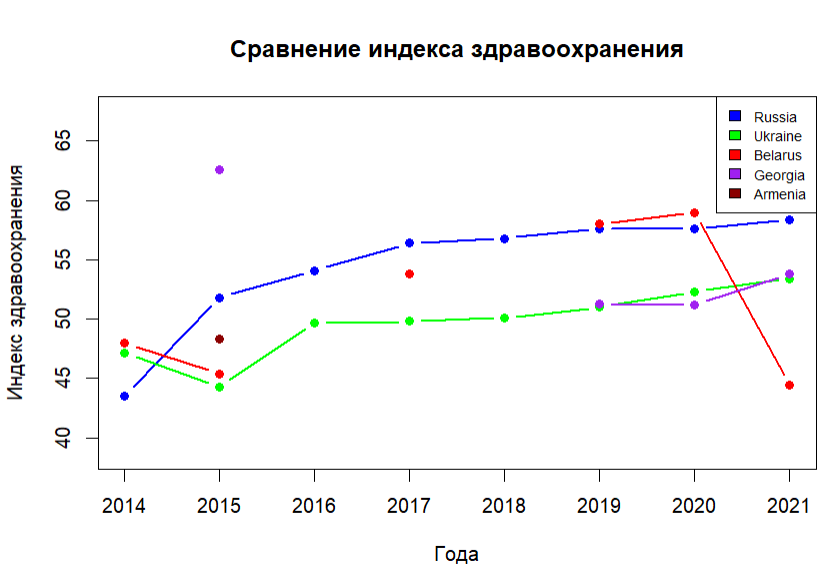 Сравнение индекса здравоохранения
Индекс здравоохранения
65
60
55
50
45
40
Russia
Ukraine
Belarus
Georgia
Armenia
2014 2015 2016 2017 2018 2019 2020 2021
Года